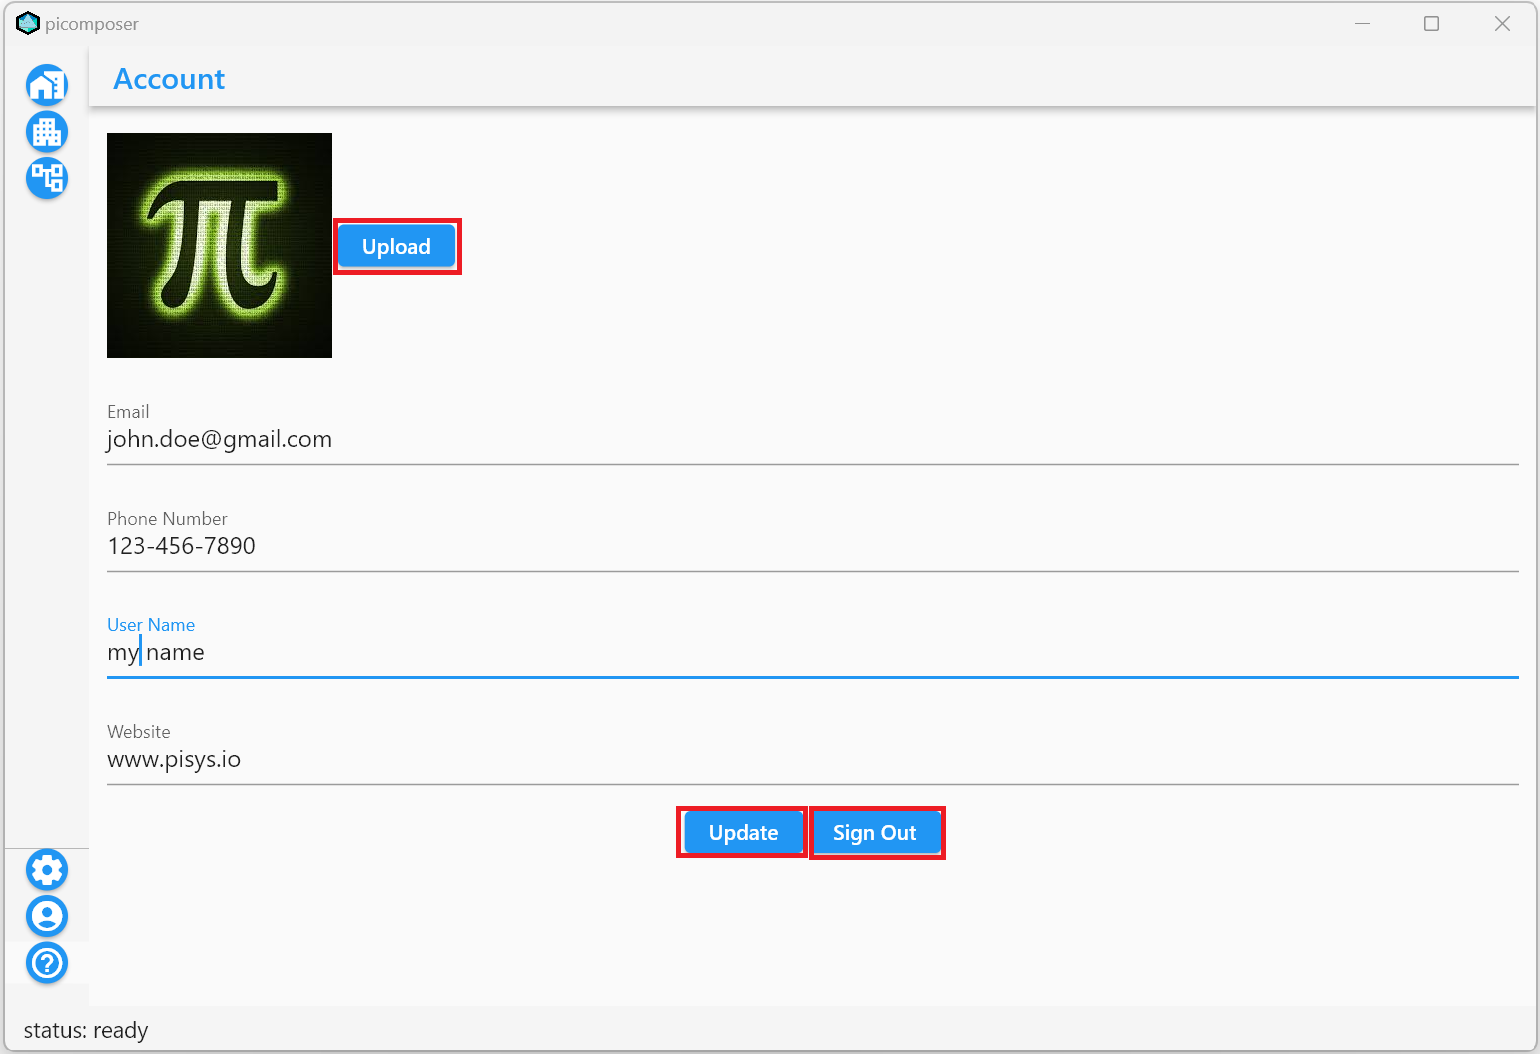 picomposer
Account
π
Upload
Email
john.doe@gmail.com
Phone Number
123-456-7890
User Name
my name
Website
www.pisys.io
Update
Sign Out
?
status: ready